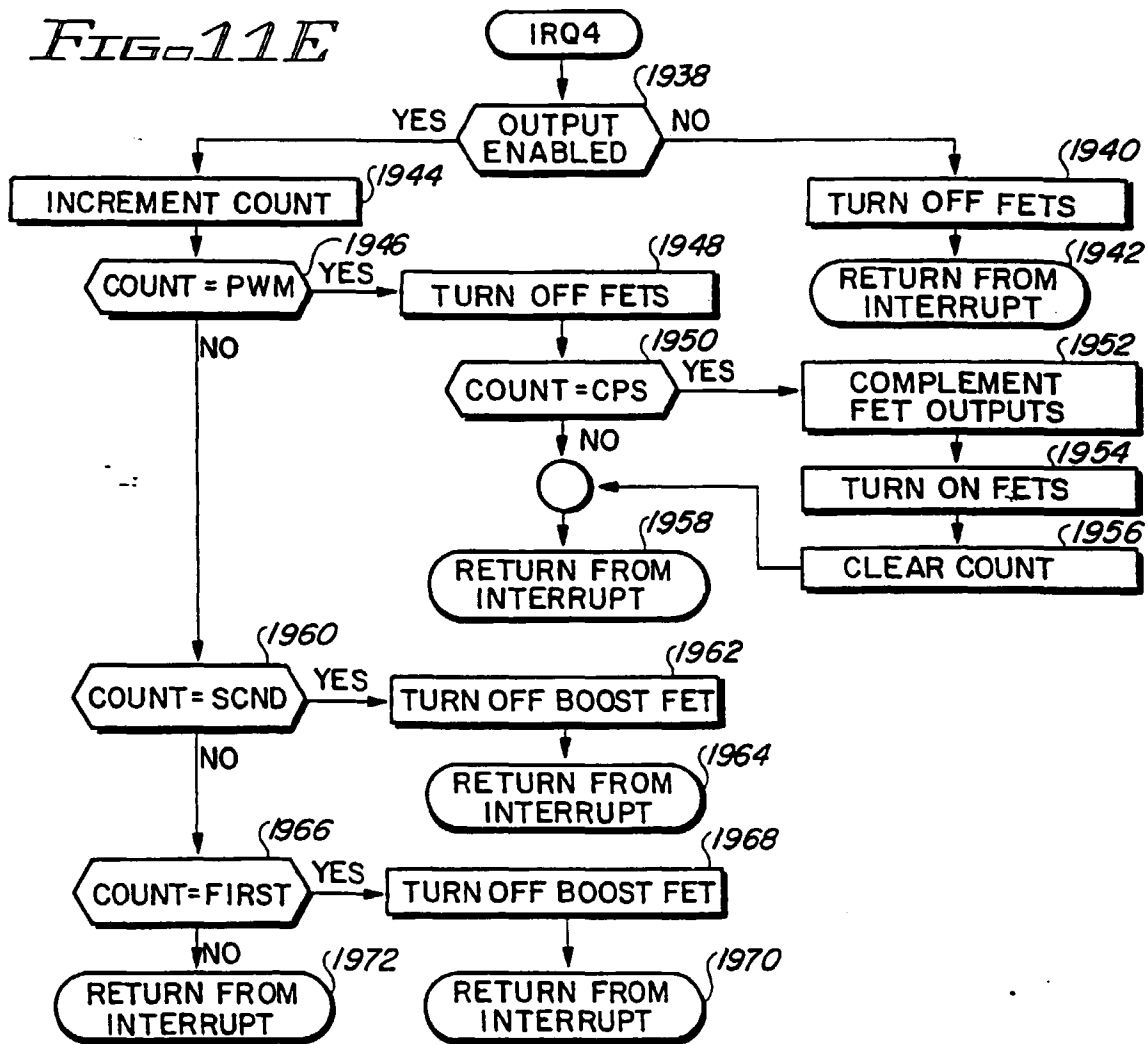 FIG. 11E
IRQ4
1938
YES
OUTPUT
ENABLED
NO
1944
INCREMENT COUNT
1940
TURN OFF FETS
1942
RETURN FROM
INTERRUPT
1946
COUNT = PWM
YES
NO
1948
TURN OFF FETS
1950
COUNT = CPS
YES
NO
1952
COMPLEMENT
FET OUTPUTS
1954
TURN ON FETS
1956
CLEAR COUNT
1958
RETURN FROM
INTERRUPT
1960
COUNT = SCND
YES
NO
1962
TURN OFF BOOST FET
1964
RETURN FROM
INTERRUPT
1966
COUNT=FIRST
YES
NO
1968
TURN OFF BOOST FET
1970
RETURN FROM
INTERRUPT
1972
RETURN FROM
INTERRUPT